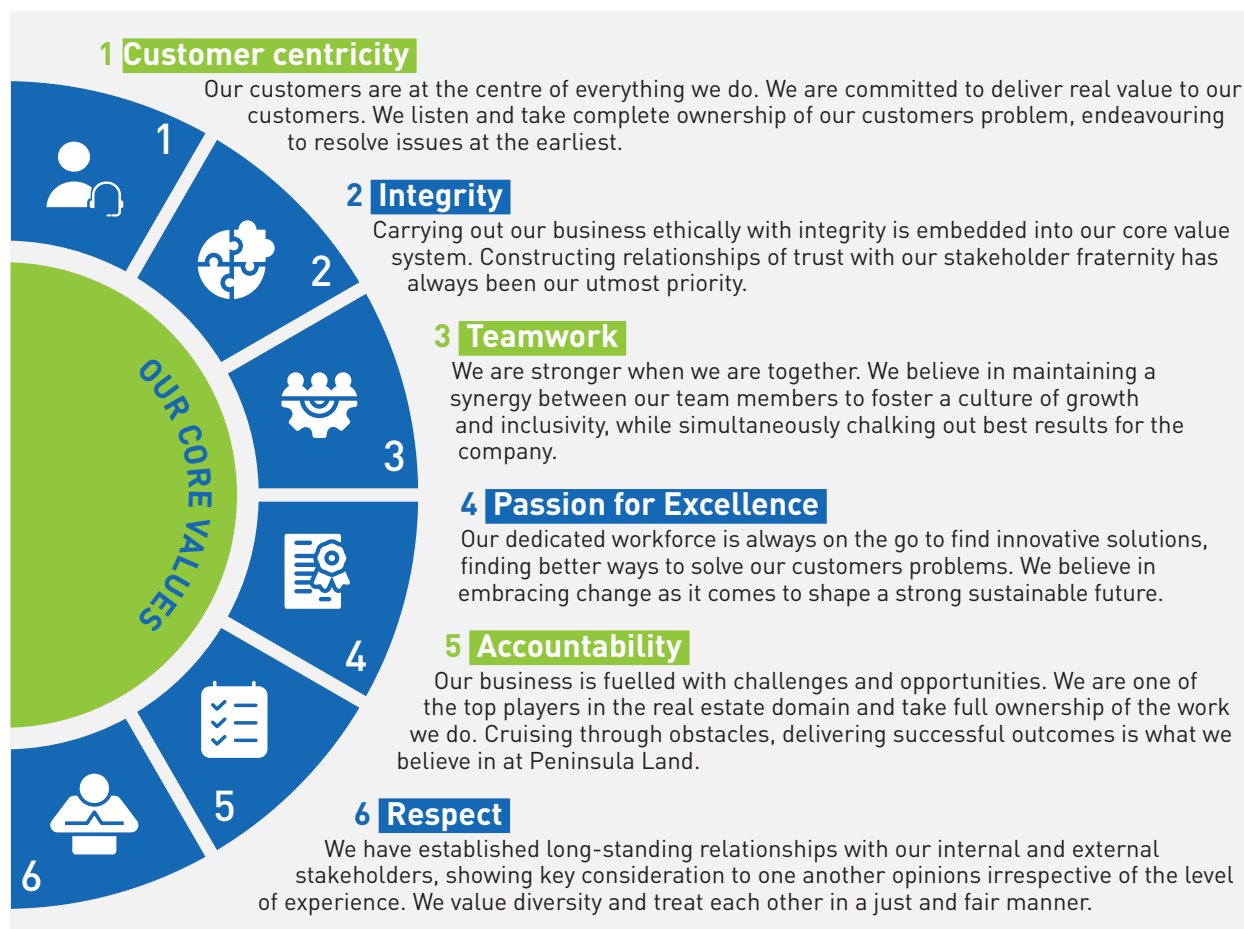 1 Customer centricity
Our customers are at the centre of everything we do. We are committed to deliver real value to our
customers. We listen and take complete ownership of our customers problem, endeavouring
to resolve issues at the earliest.
1
2 Integrity
Carrying out our business ethically with integrity is embedded into our core value
system. Constructing relationships of trust with our stakeholder fraternity has
always been our utmost priority.
2
3 Teamwork
We are stronger when we are together. We believe in maintaining a
synergy between our team members to foster a culture of growth
and inclusivity, while simultaneously chalking out best results for the
company.
3
OUR CORE VALUES
4 Passion for Excellence
Our dedicated workforce is always on the go to find innovative solutions,
finding better ways to solve our customers problems. We believe in
embracing change as it comes to shape a strong sustainable future.
4
5 Accountability
Our business is fuelled with challenges and opportunities. We are one of
the top players in the real estate domain and take full ownership of the work
we do. Cruising through obstacles, delivering successful outcomes is what we
believe in at Peninsula Land.
5
6 Respect
We have established long-standing relationships with our internal and external
stakeholders, showing key consideration to one another opinions irrespective of the level
of experience. We value diversity and treat each other in a just and fair manner.
6